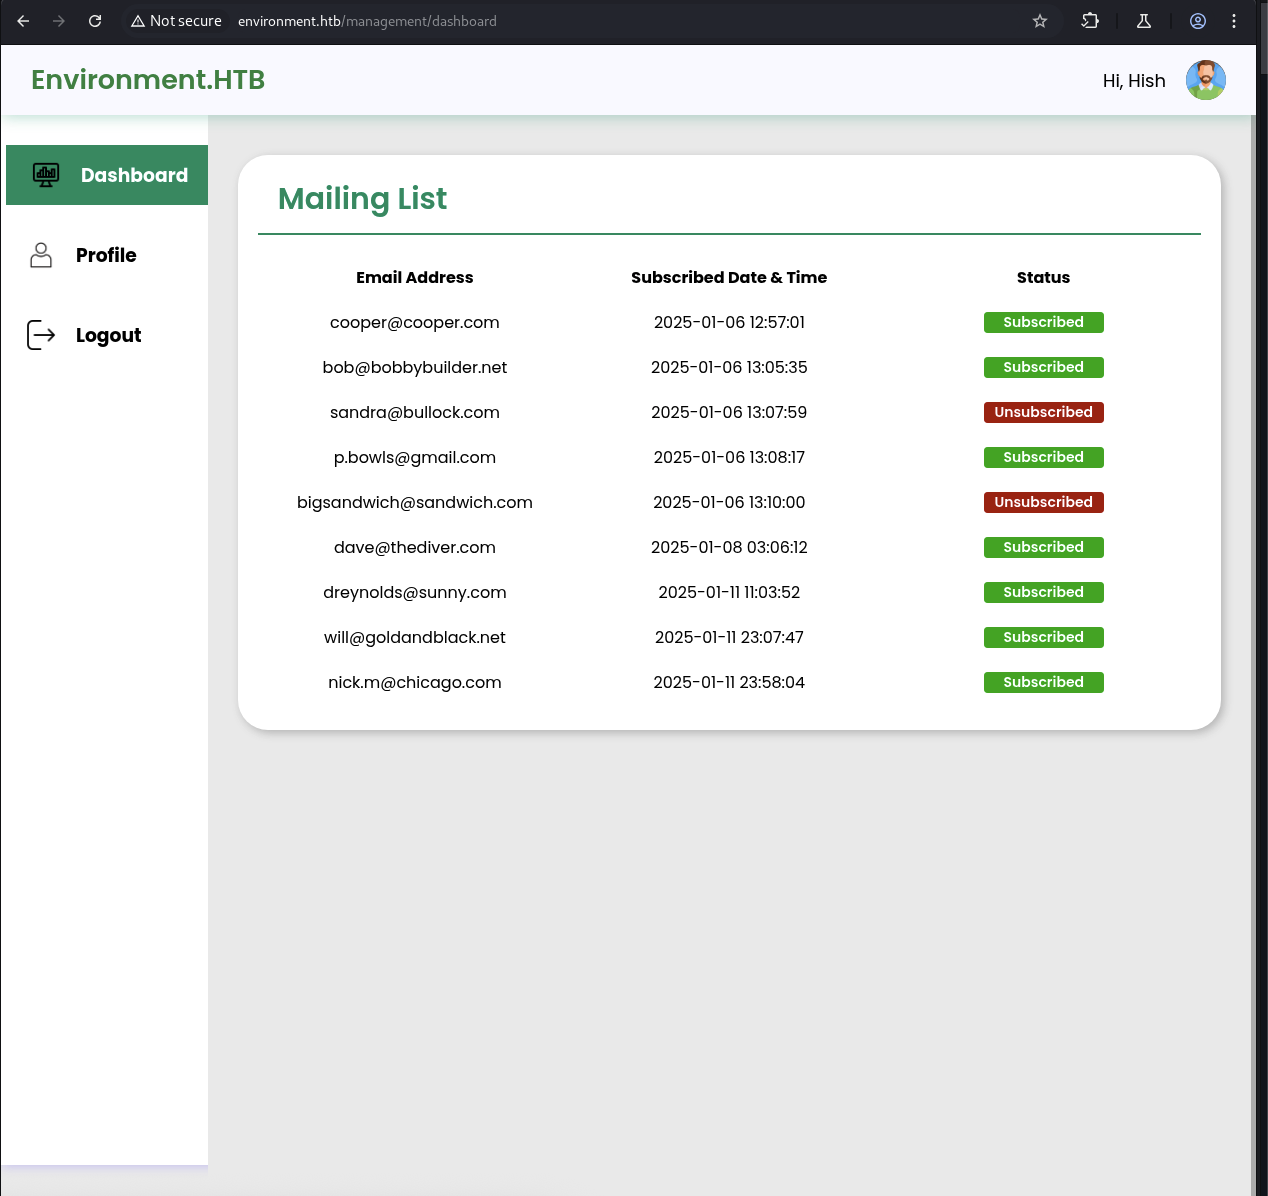 Not secure environment.htb/management/dashboard
Environment.HTB Hi, Hish
Dashboard
Profile
Logout
Mailing List
Email Address Subscribed Date & Time Status
cooper@cooper.com 2025-01-06 12:57:01 Subscribed
bob@bobbybuilder.net 2025-01-06 13:05:35 Subscribed
sandra@bullock.com 2025-01-06 13:07:59 Unsubscribed
p.bowls@gmail.com 2025-01-06 13:08:17 Subscribed
bigsandwich@sandwich.com 2025-01-06 13:10:00 Unsubscribed
dave@thediver.com 2025-01-08 03:06:12 Subscribed
dreynolds@sunny.com 2025-01-11 11:03:52 Subscribed
will@goldandblack.net 2025-01-11 23:07:47 Subscribed
nick.m@chicago.com 2025-01-11 23:58:04 Subscribed